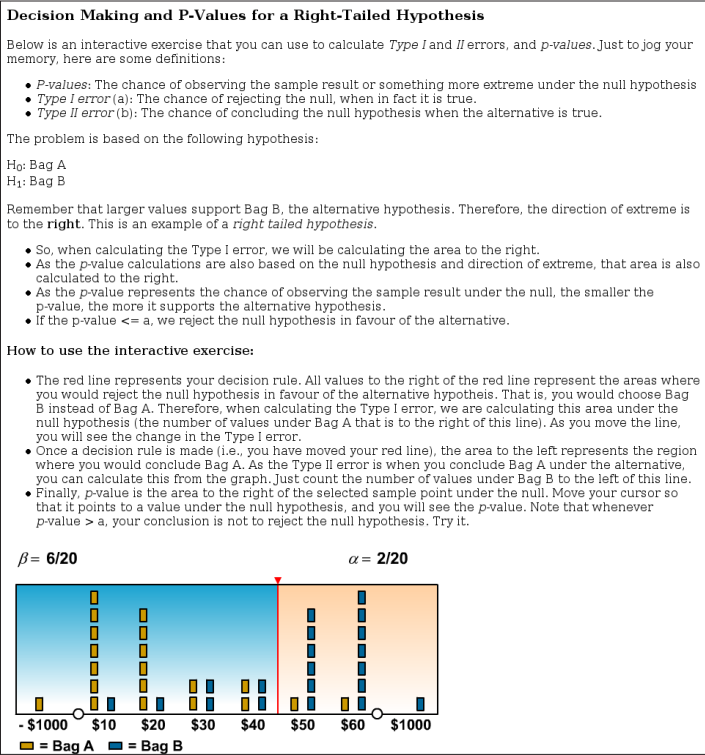 Decision Making and P-Values for a Right-Tailed Hypothesis
Below is an interactive exercise that you can use to calculate Type I and II errors, and p-values. Just to jog your
memory, here are some definitions:
• P-values: The chance of observing the sample result or something more extreme under the null hypothesis
• Type I error (a): The chance of rejecting the null, when in fact it is true.
• Type II error (b): The chance of concluding the null hypothesis when the alternative is true.
The problem is based on the following hypothesis:
H0: Bag A
H1: Bag B
Remember that larger values support Bag B, the alternative hypothesis. Therefore, the direction of extreme is
to the right. This is an example of a right tailed hypothesis.
• So, when calculating the Type I error, we will be calculating the area to the right.
• As the p-value calculations are also based on the null hypothesis and direction of extreme, that area is also
calculated to the right.
• As the p-value represents the chance of observing the sample result under the null, the smaller the
p-value, the more it supports the alternative hypothesis.
• If the p-value <= a, we reject the null hypothesis in favour of the alternative.
How to use the interactive exercise:
• The red line represents your decision rule. All values to the right of the red line represent the areas where
you would reject the null hypothesis in favour of the alternative hypotheis. That is, you would choose Bag
B instead of Bag A. Therefore, when calculating the Type I error, we are calculating this area under the
null hypothesis (the number of values under Bag A that is to the right of this line). As you move the line,
you will see the change in the Type I error.
• Once a decision rule is made (i.e., you have moved your red line), the area to the left represents the region
where you would conclude Bag A. As the Type II error is when you conclude Bag A under the alternative,
you can calculate this from the graph. Just count the number of values under Bag B to the left of this line.
• Finally, p-value is the area to the right of the selected sample point under the null. Move your cursor so
that it points to a value under the null hypothesis, and you will see the p-value. Note that whenever
p-value > a, your conclusion is not to reject the null hypothesis. Try it.
β = 6/20 α = 2/20
- $1000 $10 $20 $30 $40 $50 $60 $1000
= Bag A = Bag B